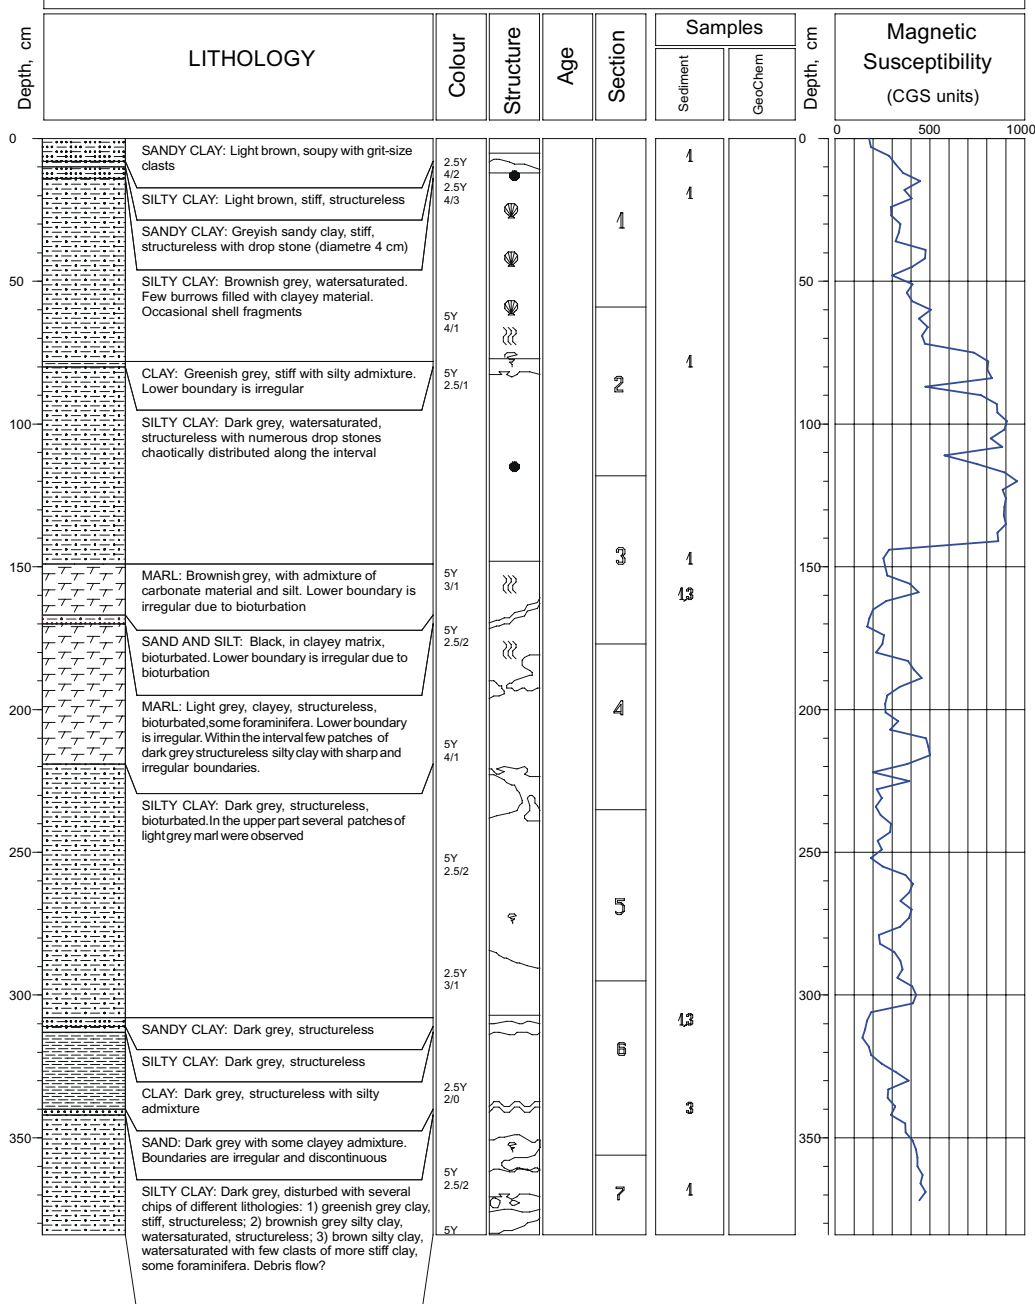 Depth, cm
LITHOLOGY
Colour
Structure
Age
Section
Samples
Sediment
GeoChem
Depth, cm
Magnetic
Susceptibility
(CGS units)
0
500
1000
0
50
100
150
200
250
300
350
SANDY CLAY: Light brown, soupy with grit-size
clasts
SILTY CLAY: Light brown, stiff, structureless
SANDY CLAY: Greyish sandy clay, stiff,
structureless with drop stone (diametre 4 cm)
SILTY CLAY: Brownish grey, watersaturated.
Few burrows filled with clayey material.
Occasional shell fragments
CLAY: Greenish grey, stiff with silty admixture.
Lower boundary is irregular
SILTY CLAY: Dark grey, watersaturated,
structureless with numerous drop stones
chaotically distributed along the interval
MARL: Brownish grey, with admixture of
carbonate material and silt. Lower boundary is
irregular due to bioturbation
SAND AND SILT: Black, in clayey matrix,
bioturbated. Lower boundary is irregular due to
bioturbation
MARL: Light grey, clayey, structureless,
bioturbated,some foraminifera. Lower boundary
is irregular. Within the interval few patches of
dark grey structureless silty clay with sharp and
irregular boundaries.
SILTY CLAY: Dark grey, structureless,
bioturbated.In the upper part several patches of
light grey marl were observed
SANDY CLAY: Dark grey, structureless
SILTY CLAY: Dark grey, structureless
CLAY: Dark grey, structureless with silty
admixture
SAND: Dark grey with some clayey admixture.
Boundaries are irregular and discontinuous
SILTY CLAY: Dark grey, disturbed with several
chips of different lithologies: 1) greenish grey clay,
stiff, structureless; 2) brownish grey silty clay,
watersaturated, structureless; 3) brown silty clay,
watersaturated with few clasts of more stiff clay,
some foraminifera. Debris flow?
2.5Y
4/2
2.5Y
4/3
5Y
4/1
5Y
2.5/1
5Y
3/1
5Y
2.5/2
5Y
4/1
5Y
2.5/2
2.5Y
3/1
2.5Y
2/0
5Y
2.5/2
5Y
1
2
3
4
5
6
7
1
1
1
1
1,3
1,3
3
1
0
50
100
150
200
250
300
350